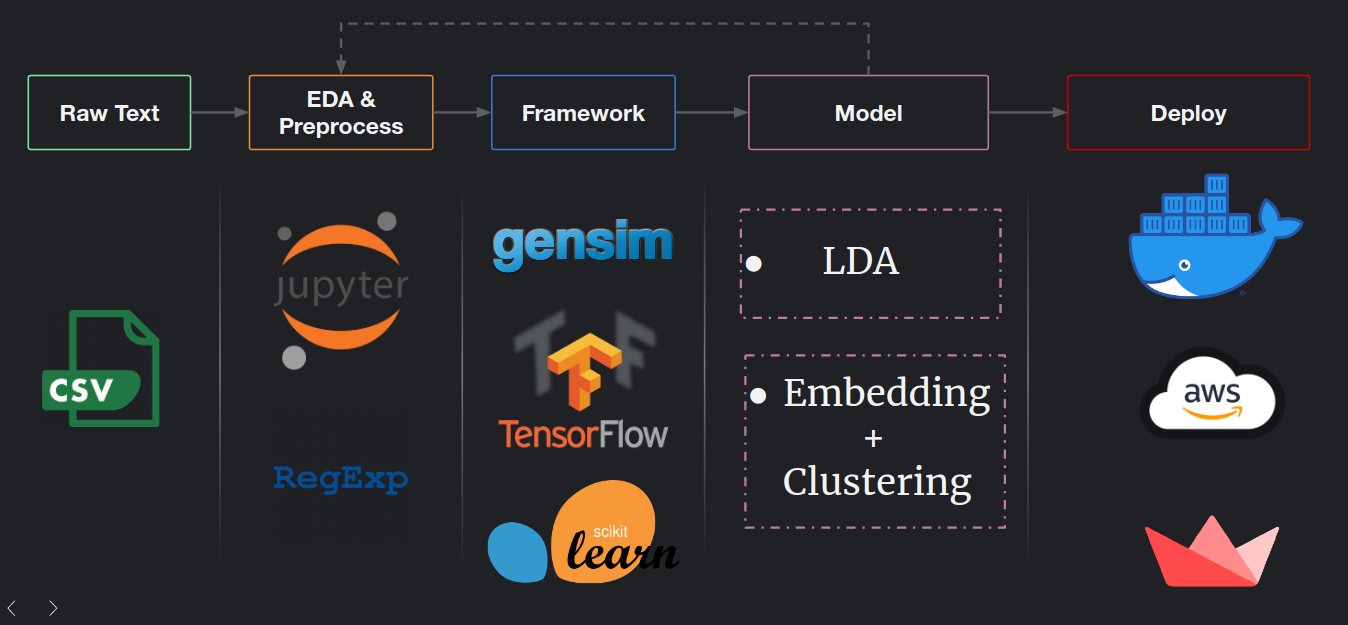 Raw Text
EDA &
Preprocess
Framework
Model
Deploy
CSV
jupyter
RegExp
gensim
TensorFlow
scikit
learn
● LDA
● Embedding
+
Clustering
aws